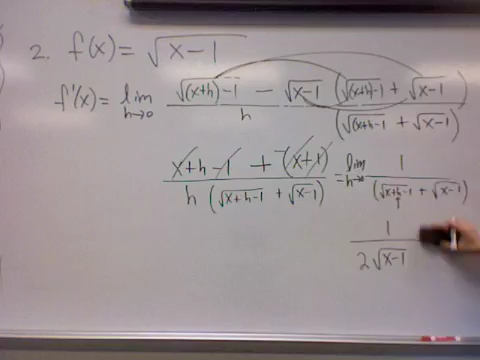 2. f(x) = √(x-1)
f'(x) = lim h→0 (√((x+h)-1) - √(x-1))/h · (√((x+h)-1) + √(x-1))/(√((x+h)-1) + √(x-1))
(x+h-1 + -(x+1))/(h(√(x+h-1) + √(x-1))) = lim h→0 1/(√(x+h-1) + √(x-1))
1/(2√(x-1))